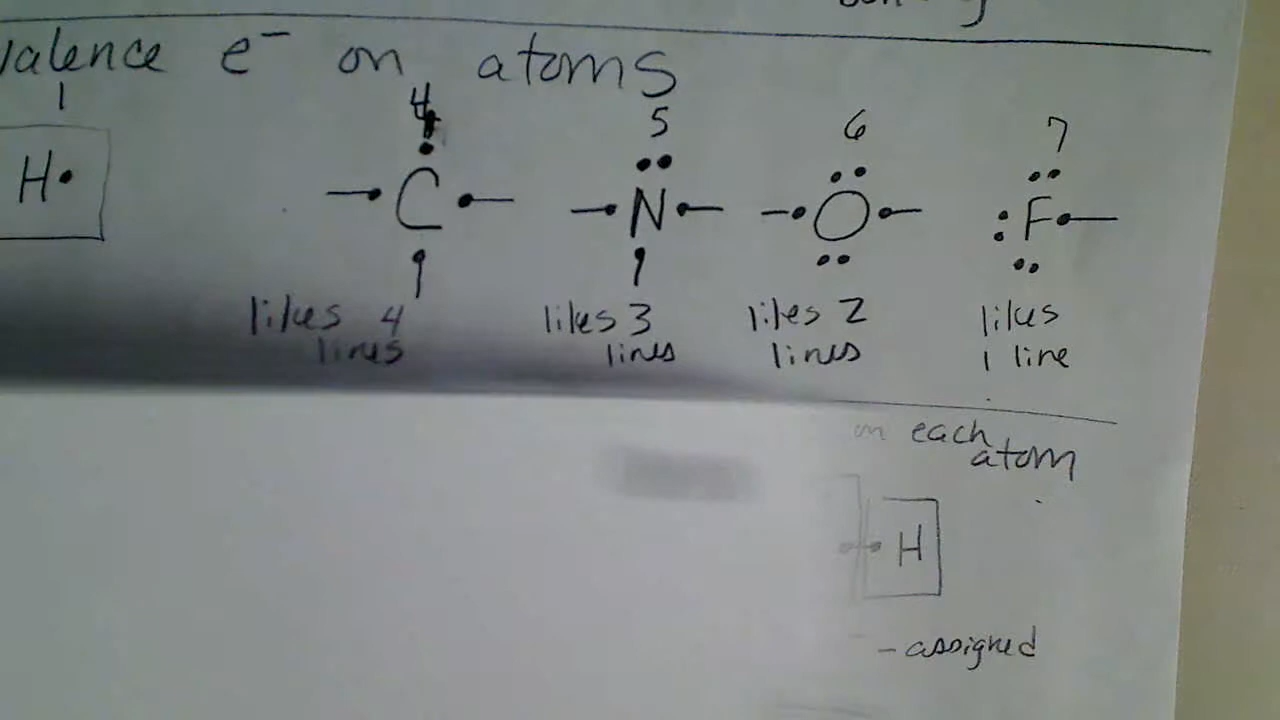 valence e⁻ on atoms
1 4 5 6 7
H C N O F
likes 4 likes 3 likes 2 likes
lines lines lines 1 line
on each
atom
H
- assigned